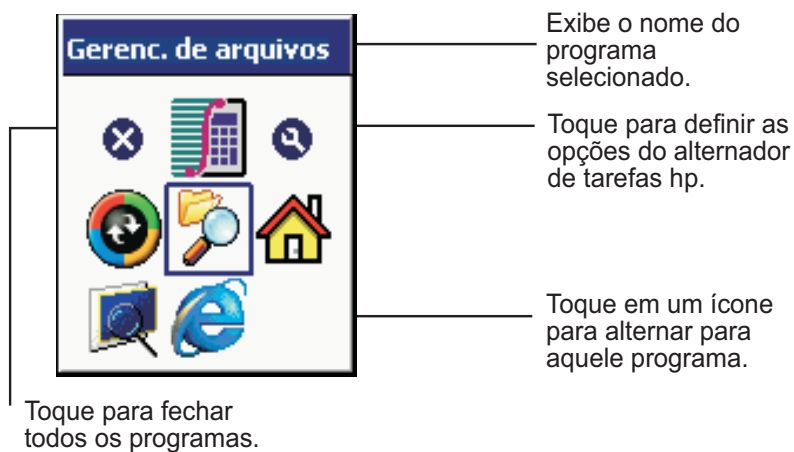 Gerenc. de arquivos
Exibe o nome do
programa
selecionado.
Toque para definir as
opções do alternador
de tarefas hp.
Toque em um ícone
para alternar para
aquele programa.
Toque para fechar
todos os programas.